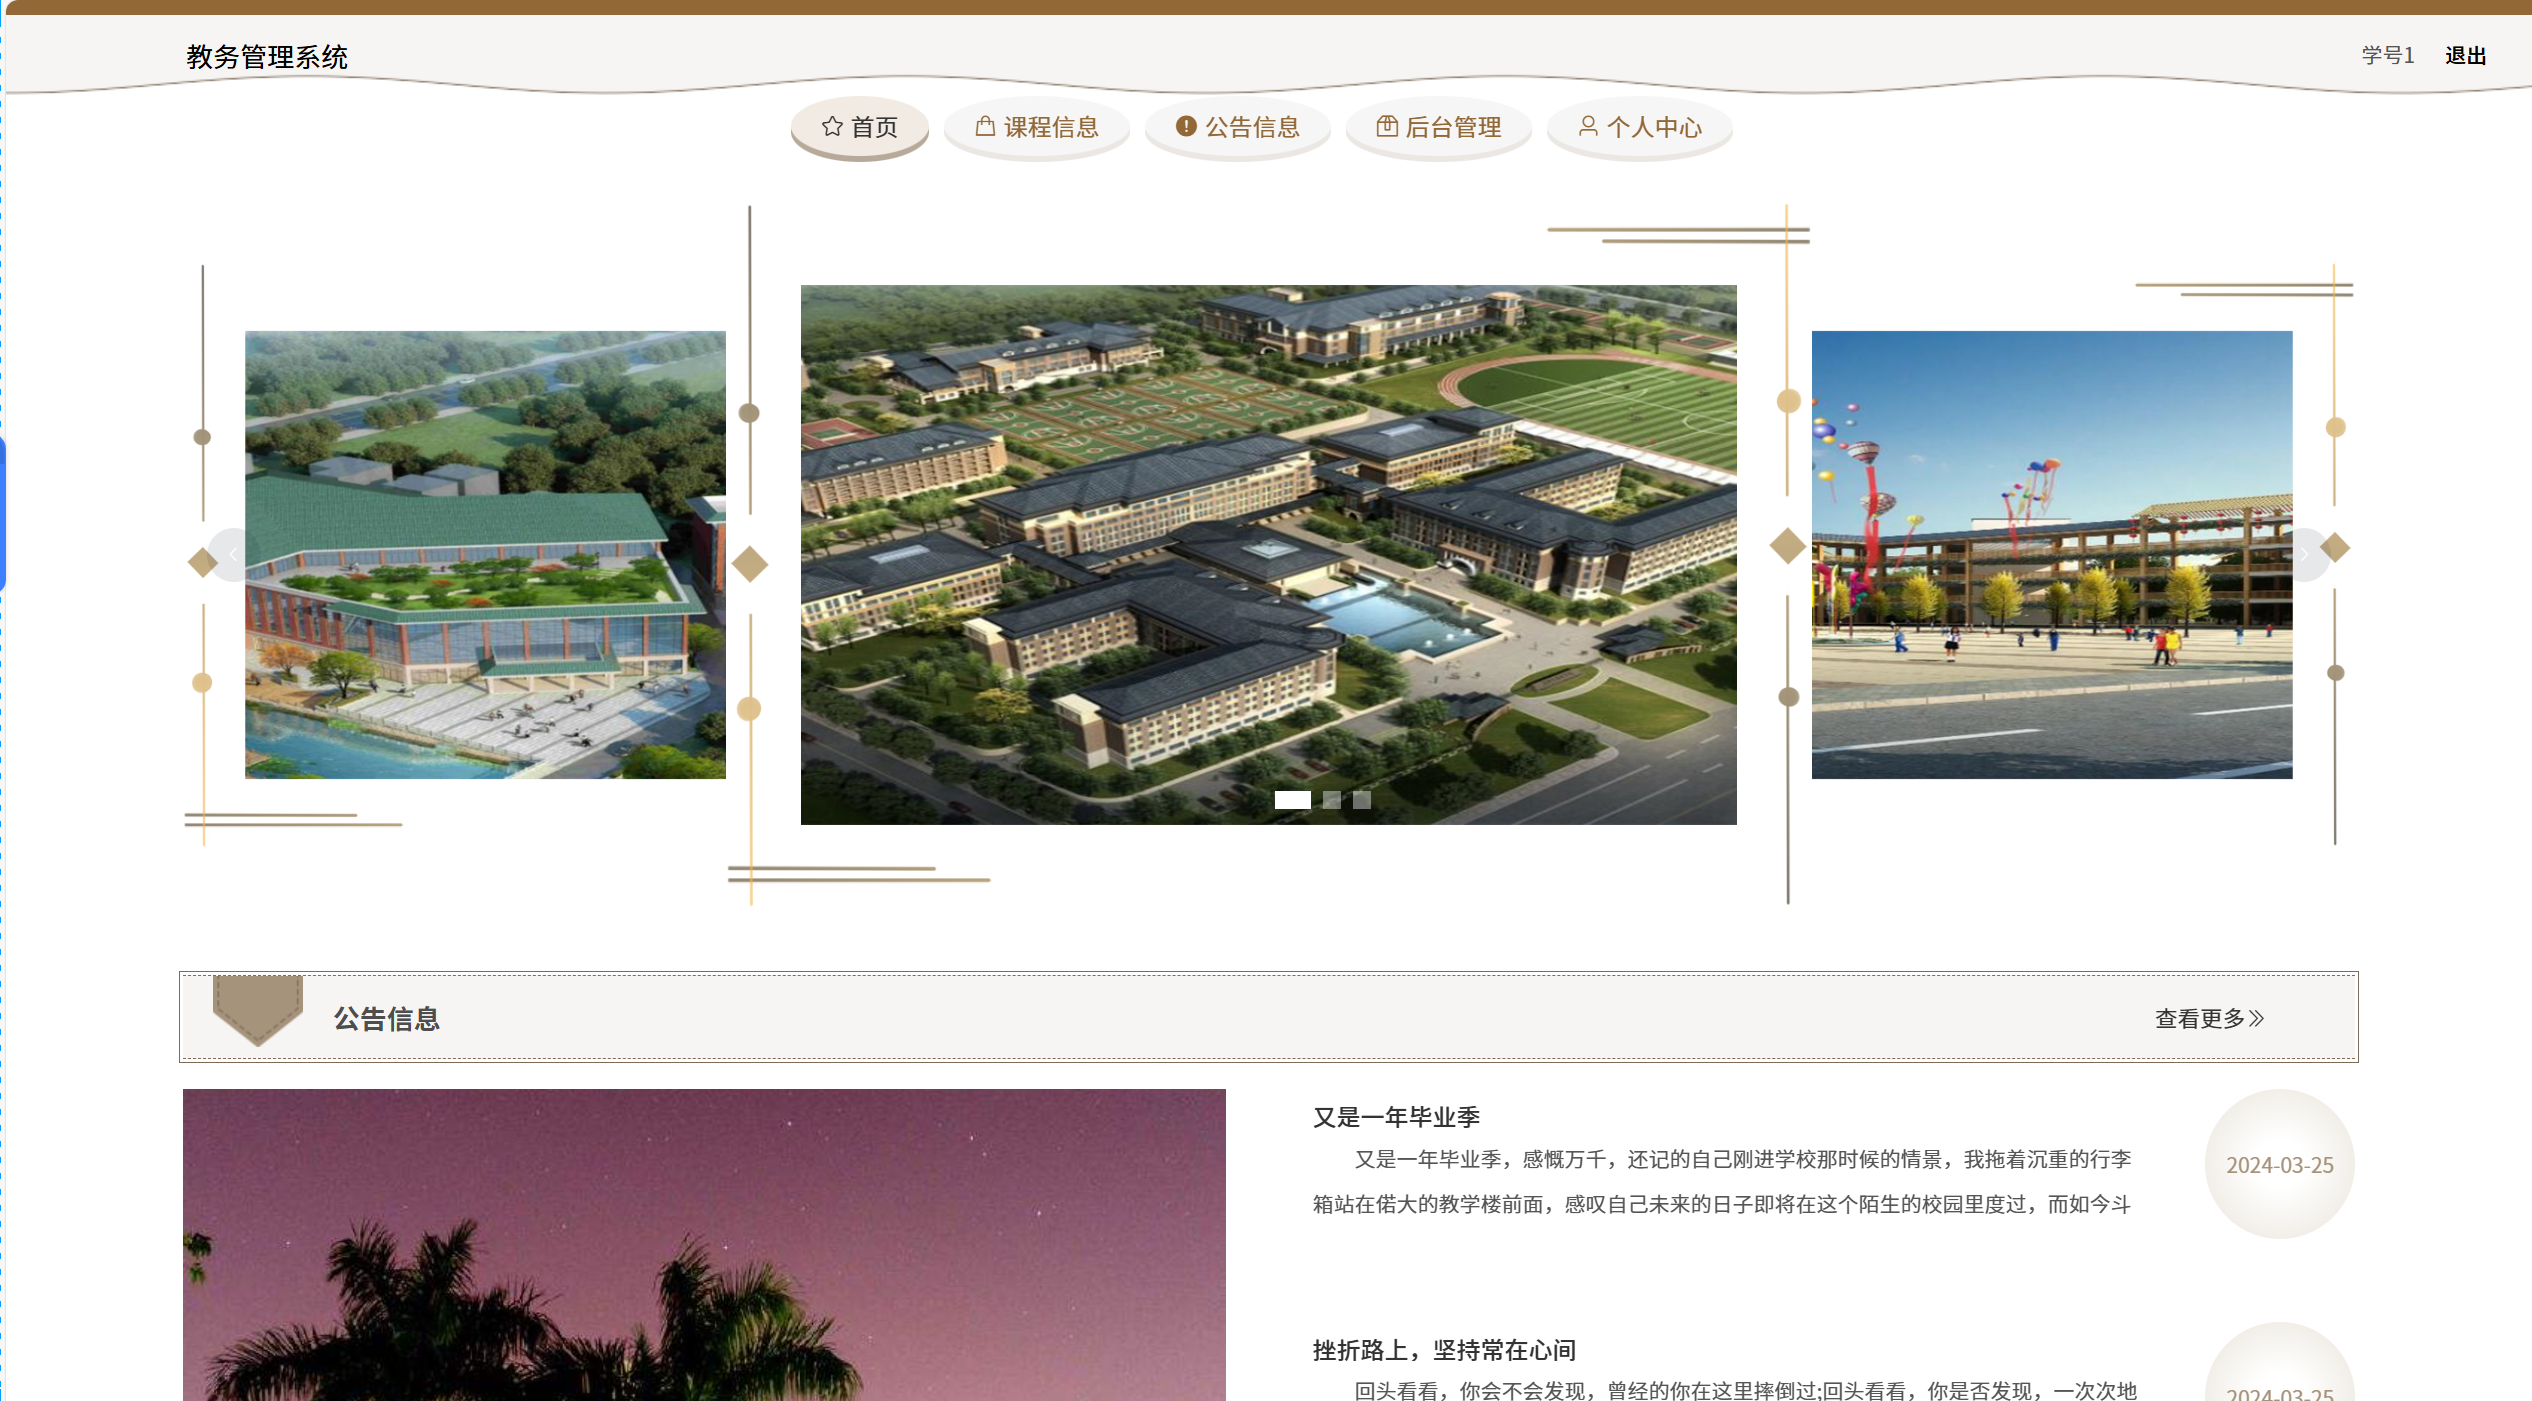 教务管理系统
学号1 退出
首页 课程信息 公告信息 后台管理 个人中心
公告信息
查看更多
又是一年毕业季
又是一年毕业季，感慨万千，还记的自己刚进学校那时候的情景，我拖着沉重的行李
箱站在偌大的教学楼前面，感叹自己未来的日子即将在这个陌生的校园里度过，而如今斗
2024-03-25
挫折路上，坚持常在心间
回头看看，你会不会发现，曾经的你在这里摔倒过;回头看看，你是否发现，一次次地
2024-03-25